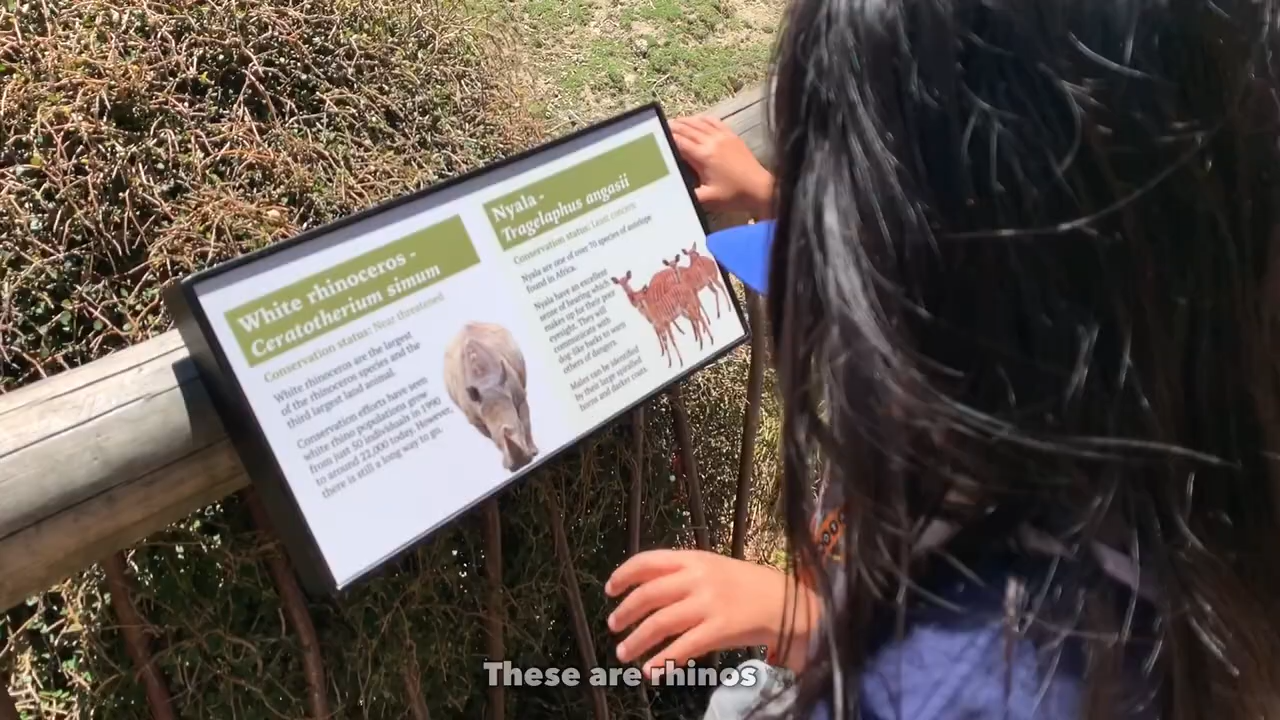 White rhinoceros -
Ceratotherium simum
Conservation status: Near threatened
White rhinoceros are the largest
of the rhinoceros species and the
third largest land animal.
Conservation efforts have seen
white rhino populations grow
from just 50 individuals in 1900
to around 22,000 today. However,
there is still a long way to go.
Nyala -
Tragelaphus angasii
Conservation status: Least concern
Nyala are one of over 70 species of antelope
found in Africa.
Nyala have an excellent
sense of hearing which
makes up for their poor
eyesight. They will
communicate with
dog like barks to warn
others of dangers.
Males can be identified
by their large spiralled
horns and darker coats.
These are rhinos